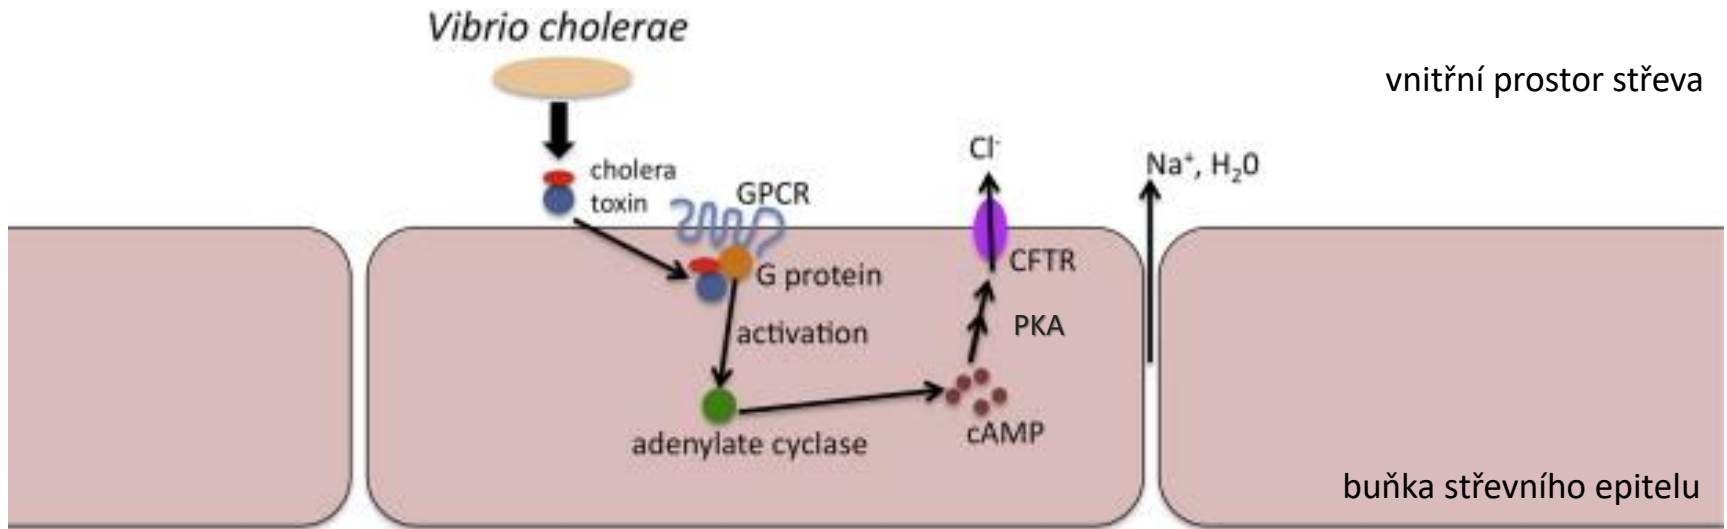 Vibrio cholerae
vnitřní prostor střeva
cholera
toxin
GPCR
Cl-
Na+, H20
G protein
CFTR
activation
PKA
adenylate cyclase
cAMP
buňka střevního epitelu